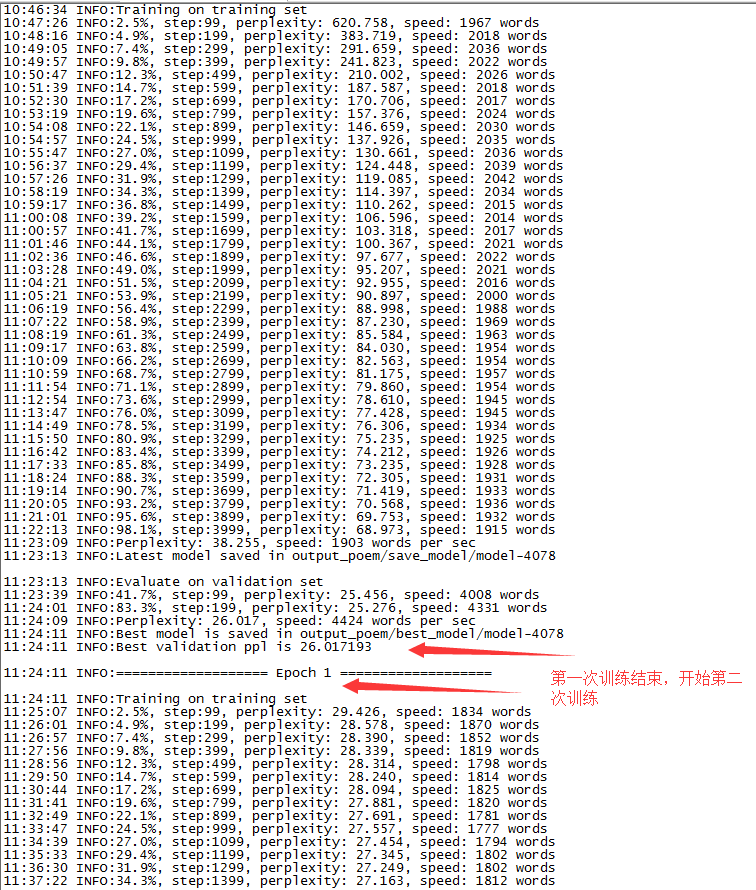 10:46:34 INFO:Training on training set
10:47:26 INFO:2.5%, step:99, perplexity: 620.758, speed: 1967 words
10:48:16 INFO:4.9%, step:199, perplexity: 383.719, speed: 2018 words
10:49:05 INFO:7.4%, step:299, perplexity: 291.659, speed: 2036 words
10:49:57 INFO:9.8%, step:399, perplexity: 241.823, speed: 2022 words
10:50:47 INFO:12.3%, step:499, perplexity: 210.002, speed: 2026 words
10:51:39 INFO:14.7%, step:599, perplexity: 187.587, speed: 2018 words
10:52:30 INFO:17.2%, step:699, perplexity: 170.706, speed: 2017 words
10:53:19 INFO:19.6%, step:799, perplexity: 157.376, speed: 2024 words
10:54:08 INFO:22.1%, step:899, perplexity: 146.659, speed: 2030 words
10:54:57 INFO:24.5%, step:999, perplexity: 137.926, speed: 2035 words
10:55:47 INFO:27.0%, step:1099, perplexity: 130.661, speed: 2036 words
10:56:37 INFO:29.4%, step:1199, perplexity: 124.448, speed: 2039 words
10:57:26 INFO:31.9%, step:1299, perplexity: 119.085, speed: 2042 words
10:58:19 INFO:34.3%, step:1399, perplexity: 114.397, speed: 2034 words
10:59:17 INFO:36.8%, step:1499, perplexity: 110.262, speed: 2015 words
11:00:08 INFO:39.2%, step:1599, perplexity: 106.596, speed: 2014 words
11:00:57 INFO:41.7%, step:1699, perplexity: 103.318, speed: 2017 words
11:01:46 INFO:44.1%, step:1799, perplexity: 100.367, speed: 2021 words
11:02:36 INFO:46.6%, step:1899, perplexity: 97.677, speed: 2022 words
11:03:28 INFO:49.0%, step:1999, perplexity: 95.207, speed: 2021 words
11:04:21 INFO:51.5%, step:2099, perplexity: 92.955, speed: 2016 words
11:05:21 INFO:53.9%, step:2199, perplexity: 90.897, speed: 2000 words
11:06:19 INFO:56.4%, step:2299, perplexity: 88.998, speed: 1988 words
11:07:22 INFO:58.9%, step:2399, perplexity: 87.230, speed: 1969 words
11:08:19 INFO:61.3%, step:2499, perplexity: 85.584, speed: 1963 words
11:09:17 INFO:63.8%, step:2599, perplexity: 84.030, speed: 1954 words
11:10:09 INFO:66.2%, step:2699, perplexity: 82.563, speed: 1954 words
11:10:59 INFO:68.7%, step:2799, perplexity: 81.175, speed: 1957 words
11:11:54 INFO:71.1%, step:2899, perplexity: 79.860, speed: 1954 words
11:12:54 INFO:73.6%, step:2999, perplexity: 78.610, speed: 1945 words
11:13:47 INFO:76.0%, step:3099, perplexity: 77.428, speed: 1945 words
11:14:49 INFO:78.5%, step:3199, perplexity: 76.306, speed: 1934 words
11:15:50 INFO:80.9%, step:3299, perplexity: 75.235, speed: 1925 words
11:16:42 INFO:83.4%, step:3399, perplexity: 74.212, speed: 1926 words
11:17:33 INFO:85.8%, step:3499, perplexity: 73.235, speed: 1928 words
11:18:24 INFO:88.3%, step:3599, perplexity: 72.305, speed: 1931 words
11:19:14 INFO:90.7%, step:3699, perplexity: 71.419, speed: 1933 words
11:20:05 INFO:93.2%, step:3799, perplexity: 70.568, speed: 1936 words
11:21:01 INFO:95.6%, step:3899, perplexity: 69.753, speed: 1932 words
11:22:13 INFO:98.1%, step:3999, perplexity: 68.973, speed: 1915 words
11:23:09 INFO:Perplexity: 38.255, speed: 1903 words per sec
11:23:13 INFO:Latest model saved in output_poem/save_model/model-4078
11:23:13 INFO:Evaluate on validation set
11:23:39 INFO:41.7%, step:99, perplexity: 25.456, speed: 4008 words
11:24:01 INFO:83.3%, step:199, perplexity: 25.276, speed: 4331 words
11:24:09 INFO:Perplexity: 26.017, speed: 4424 words per sec
11:24:11 INFO:Best model is saved in output_poem/best_model/model-4078
11:24:11 INFO:Best validation ppl is 26.017193
11:24:11 INFO:=================== Epoch 1 ===================
第一次训练结束，开始第二
次训练
11:24:11 INFO:Training on training set
11:25:07 INFO:2.5%, step:99, perplexity: 29.426, speed: 1834 words
11:26:01 INFO:4.9%, step:199, perplexity: 28.578, speed: 1870 words
11:26:57 INFO:7.4%, step:299, perplexity: 28.390, speed: 1852 words
11:27:56 INFO:9.8%, step:399, perplexity: 28.339, speed: 1819 words
11:28:56 INFO:12.3%, step:499, perplexity: 28.314, speed: 1798 words
11:29:50 INFO:14.7%, step:599, perplexity: 28.240, speed: 1814 words
11:30:44 INFO:17.2%, step:699, perplexity: 28.094, speed: 1825 words
11:31:41 INFO:19.6%, step:799, perplexity: 27.881, speed: 1820 words
11:32:49 INFO:22.1%, step:899, perplexity: 27.691, speed: 1781 words
11:33:47 INFO:24.5%, step:999, perplexity: 27.557, speed: 1777 words
11:34:39 INFO:27.0%, step:1099, perplexity: 27.454, speed: 1794 words
11:35:33 INFO:29.4%, step:1199, perplexity: 27.345, speed: 1802 words
11:36:30 INFO:31.9%, step:1299, perplexity: 27.249, speed: 1802 words
11:37:22 INFO:34.3%, step:1399, perplexity: 27.163, speed: 1812 words